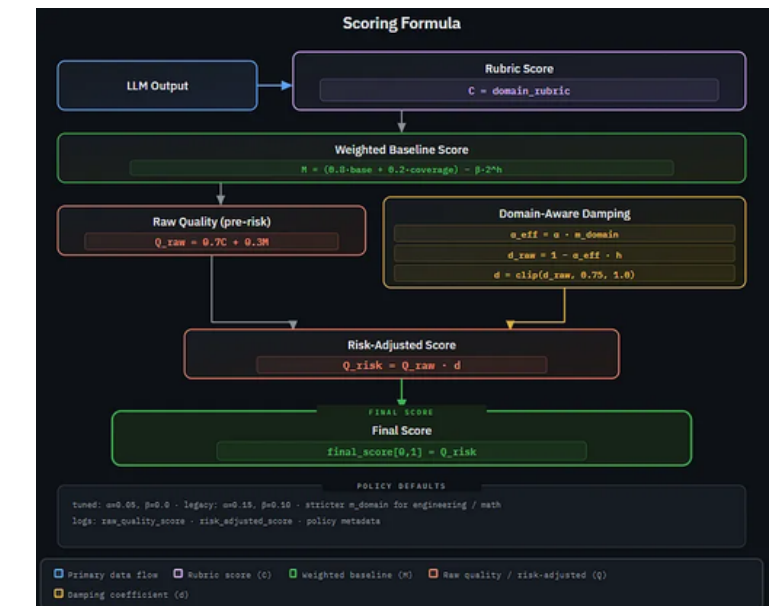 Scoring Formula
LLM Output
Rubric Score
C = domain_rubric
Weighted Baseline Score
M = (0.8·base + 0.2·coverage) − β·2^h
Raw Quality (pre-risk)
Q_raw = 0.7C + 0.3M
Domain-Aware Damping
α_eff = α · m_domain
d_raw = 1 − α_eff · h
d = clip(d_raw, 0.75, 1.0)
Risk-Adjusted Score
Q_risk = Q_raw · d
FINAL SCORE
Final Score
final_score[0,1] = Q_risk
POLICY DEFAULTS
tuned: α=0.05, β=0.0 · legacy: α=0.15, β=0.10 · stricter m_domain for engineering / math
logs: raw_quality_score · risk_adjusted_score · policy metadata
Primary data flow
Rubric score (C)
Weighted baseline (M)
Raw quality / risk-adjusted (Q)
Damping coefficient (d)